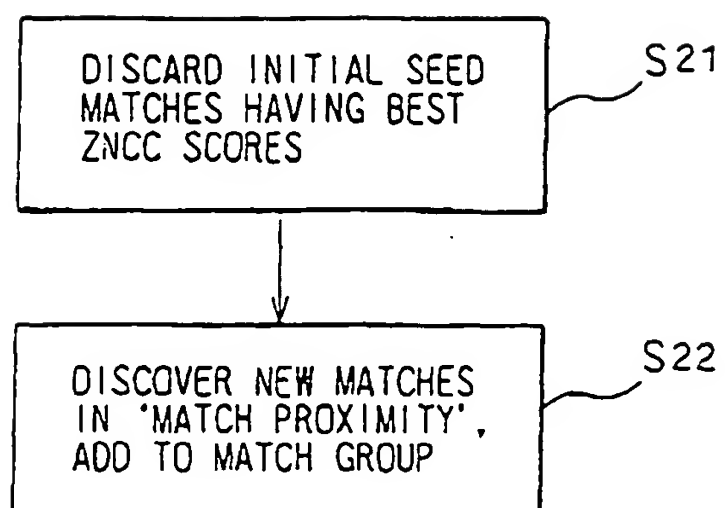 DISCARD INITIAL SEED
MATCHES HAVING BEST
ZNCC SCORES
S21
DISCOVER NEW MATCHES
IN 'MATCH PROXIMITY',
ADD TO MATCH GROUP
S22